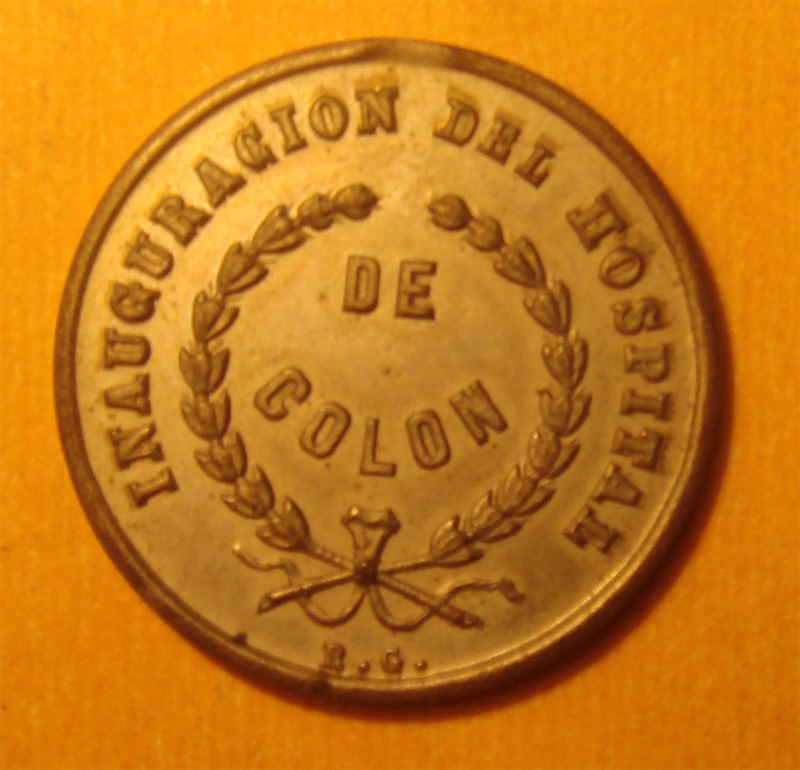 INAUGURACION DEL HOSPITAL
DE
COLON
R.G.